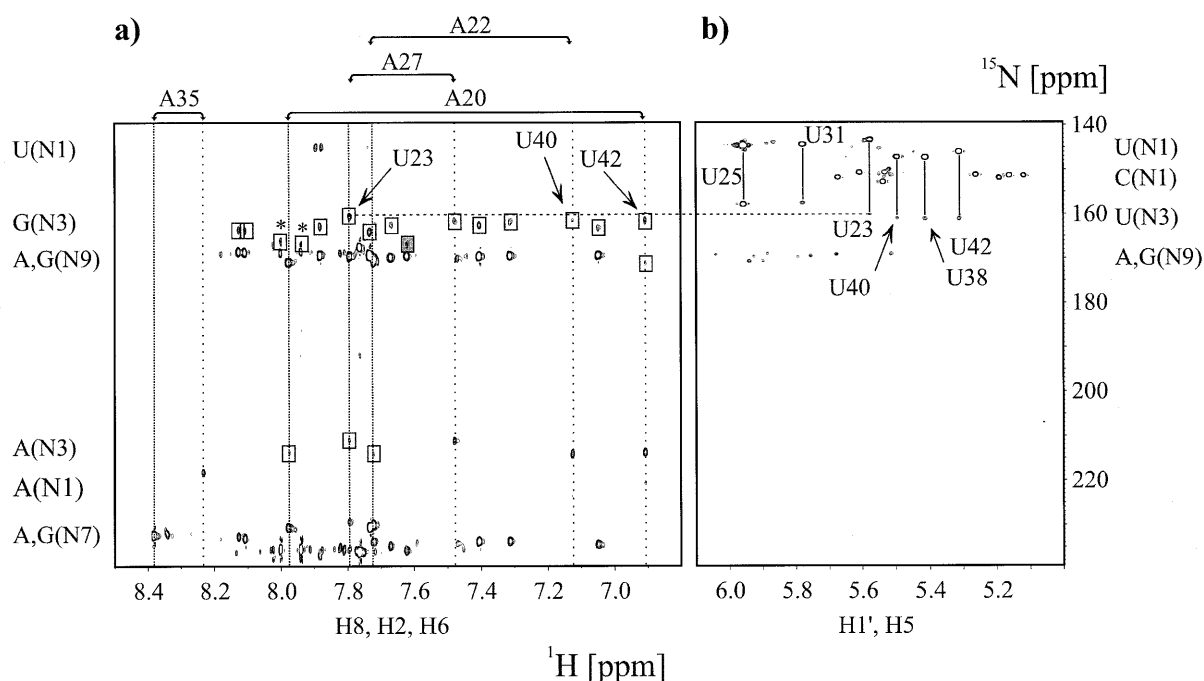 a)
A22
b)
A27
¹⁵N [ppm]
A35
A20
U(N1)
G(N3)
A,G(N9)
A(N3)
A(N1)
A,G(N7)
U23
U40
U42
*
*
8.4
8.2
8.0
7.8
7.6
7.4
7.2
7.0
H8, H2, H6
U31
U25
U23
U42
U40
U38
6.0
5.8
5.6
5.4
5.2
H1', H5
140
160
180
200
220
U(N1)
C(N1)
U(N3)
A,G(N9)
¹H [ppm]